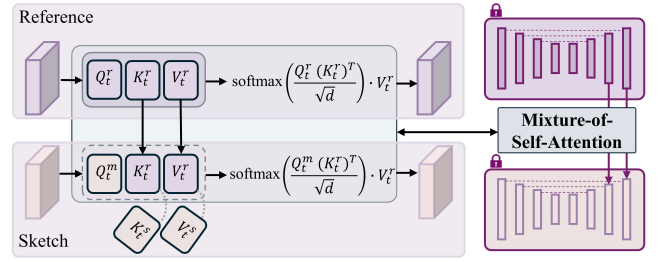 Reference
Q_t^r K_t^r V_t^r softmax(Q_t^r (K_t^r)^T / √d) · V_t^r
Mixture-of-
Self-Attention
Q_t^m K_t^r V_t^r softmax(Q_t^m (K_t^r)^T / √d) · V_t^r
K_t^s V_t^s
Sketch